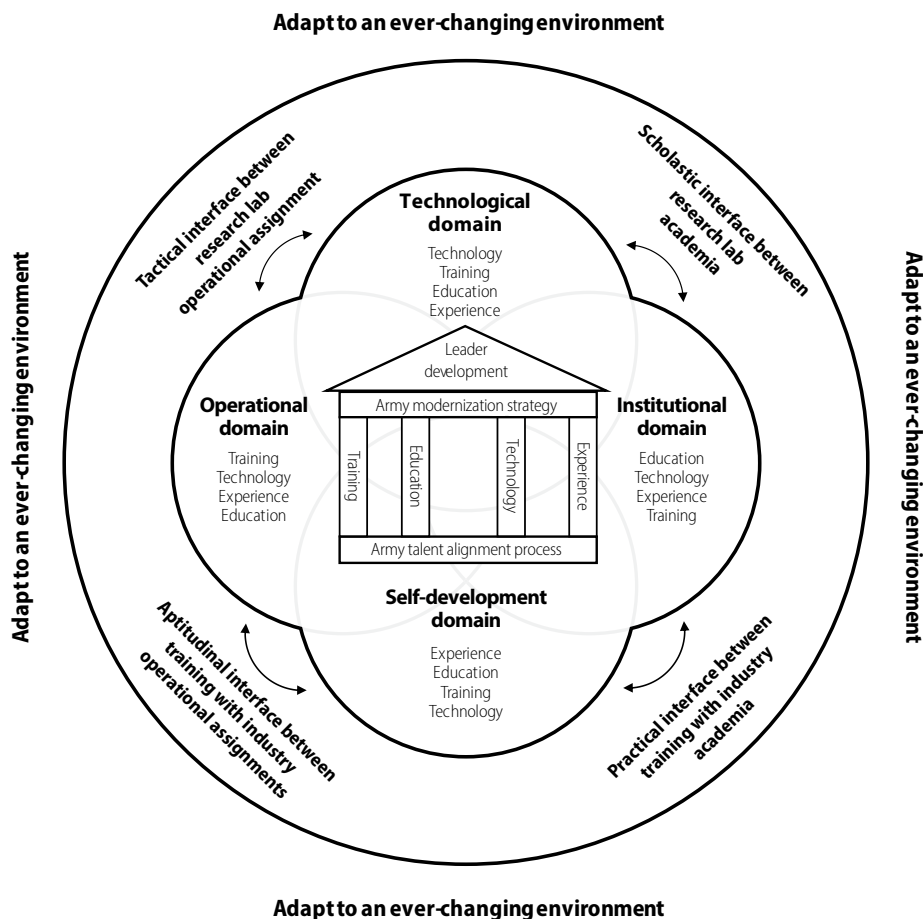 Adapt to an ever-changing environment
Tactical interface between
research lab
operational assignment
Scholastic interface between
research lab
academia
Technological
domain
Technology
Training
Education
Experience
Adapt to an ever-changing environment
Adapt to an ever-changing environment
Leader
development
Army modernization strategy
Training
Education
Technology
Experience
Army talent alignment process
Operational
domain
Training
Technology
Experience
Education
Institutional
domain
Education
Technology
Experience
Training
Self-development
domain
Experience
Education
Training
Technology
Aptitudinal interface between
training with industry
operational assignments
Practical interface between
training with industry
academia
Adapt to an ever-changing environment